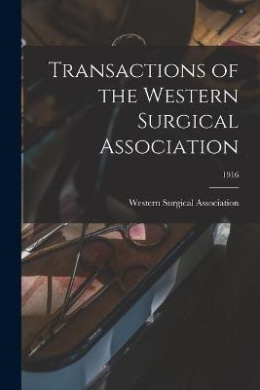 TRANSACTIONS OF
THE WESTERN
SURGICAL
ASSOCIATION
1916
Western Surgical Association